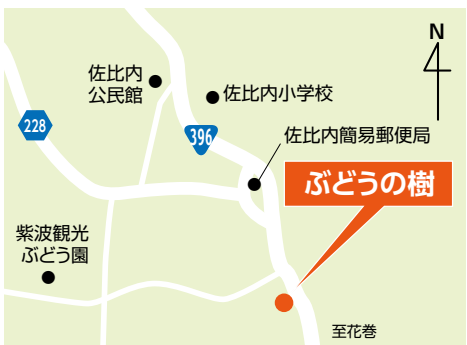 N
佐比内
公民館
佐比内小学校
228
396
佐比内簡易郵便局
ぶどうの樹
紫波観光
ぶどう園
至花巻